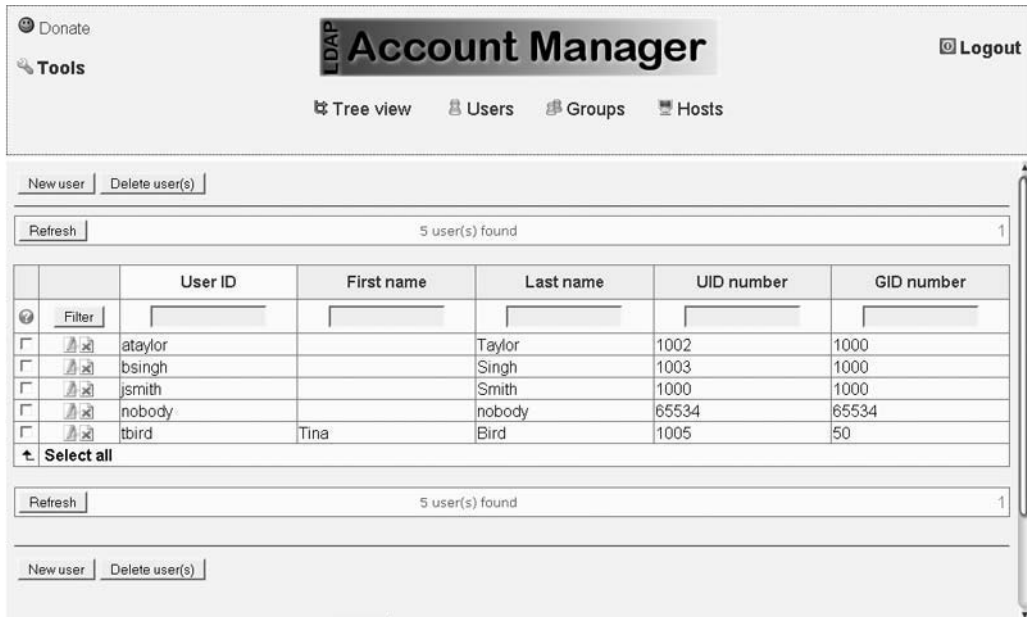 Donate
Tools
LDAP Account Manager
Logout
Tree view Users Groups Hosts
New user Delete user(s)
Refresh 5 user(s) found 1
User ID First name Last name UID number GID number
Filter
ataylor Taylor 1002 1000
bsingh Singh 1003 1000
jsmith Smith 1000 1000
nobody nobody 65534 65534
tbird Tina Bird 1005 50
Select all
Refresh 5 user(s) found 1
New user Delete user(s)